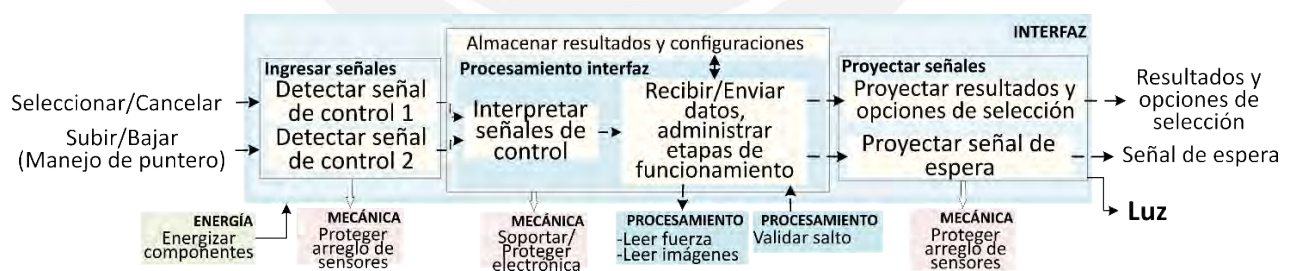 INTERFAZ
Almacenar resultados y configuraciones
Ingresar señales
Procesamiento interfaz
Proyectar señales
Seleccionar/Cancelar
Subir/Bajar
(Manejo de puntero)
Detectar señal
de control 1
Detectar señal
de control 2
Interpretar
señales de
control
Recibir/Enviar
datos,
administrar
etapas de
funcionamiento
Proyectar resultados y
opciones de selección
Proyectar señal de
espera
Resultados y
opciones de
selección
Señal de espera
Luz
ENERGÍA
Energizar
componentes
MECÁNICA
Proteger
arreglo de
sensores
MECÁNICA
Soportar/
Proteger
electrónica
PROCESAMIENTO
-Leer fuerza
-Leer imágenes
PROCESAMIENTO
Validar salto
MECÁNICA
Proteger
arreglo de
sensores